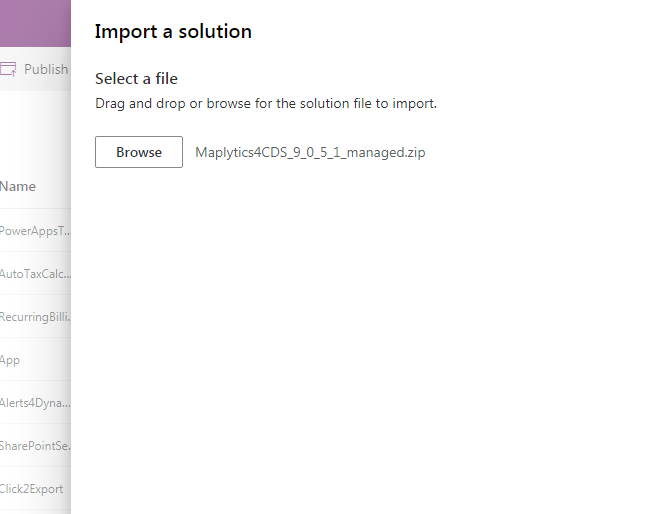 Import a solution
Publish
Select a file
Drag and drop or browse for the solution file to import.
Browse Maplytics4CDS_9_0_5_1_managed.zip
Name
PowerAppsT...
AutoTaxCalc...
RecurringBilli...
App
Alerts4Dyna...
SharePointSe...
Click2Export